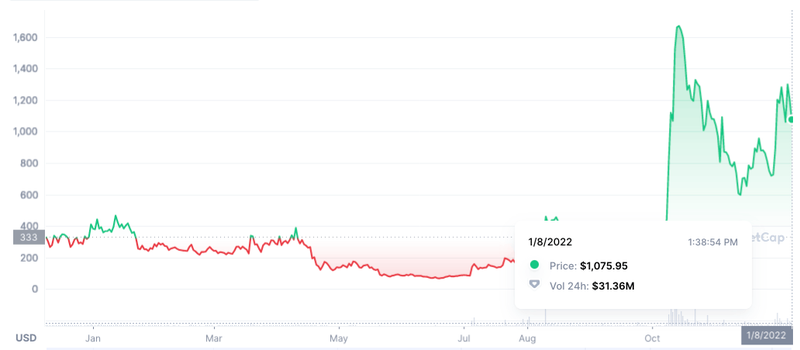 1,600
1,400
1,200
1,000
800
600
400
333
200
0
1/8/2022 1:38:54 PM
Price: $1,075.95
Vol 24h: $31.36M
etCap
USD Jan Mar May Jul Aug Oct 1/8/2022